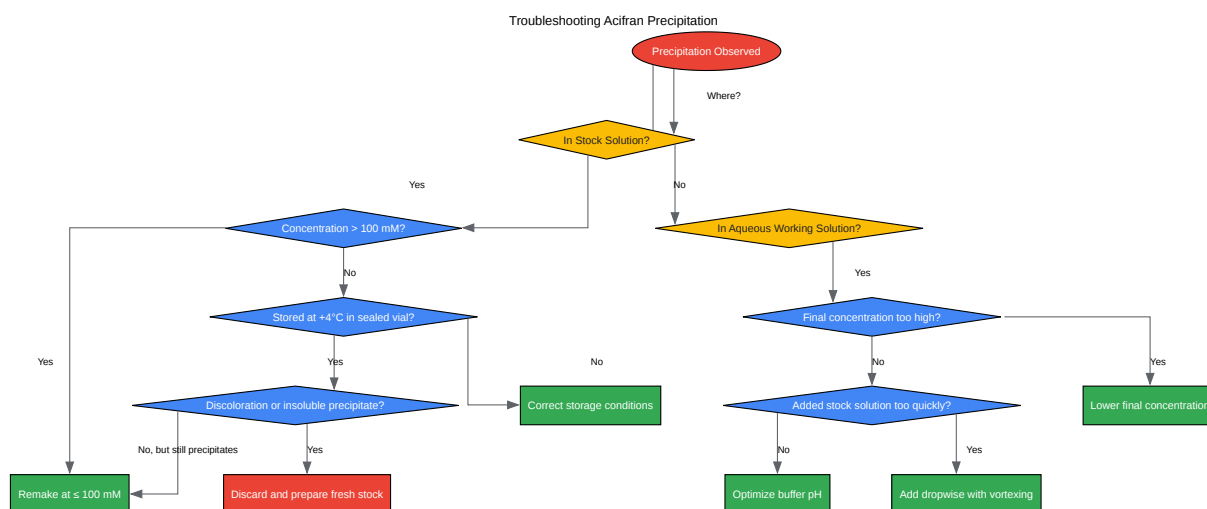 Troubleshooting Acifran Precipitation
Precipitation Observed
Where?
In Stock Solution?
Yes
No
Concentration > 100 mM?
In Aqueous Working Solution?
No
Yes
Stored at +4°C in sealed vial?
Final concentration too high?
Yes
Yes
No
No
Yes
Discoloration or insoluble precipitate?
Correct storage conditions
Added stock solution too quickly?
Lower final concentration
No, but still precipitates
Yes
No
Yes
Remake at ≤ 100 mM
Discard and prepare fresh stock
Optimize buffer pH
Add dropwise with vortexing